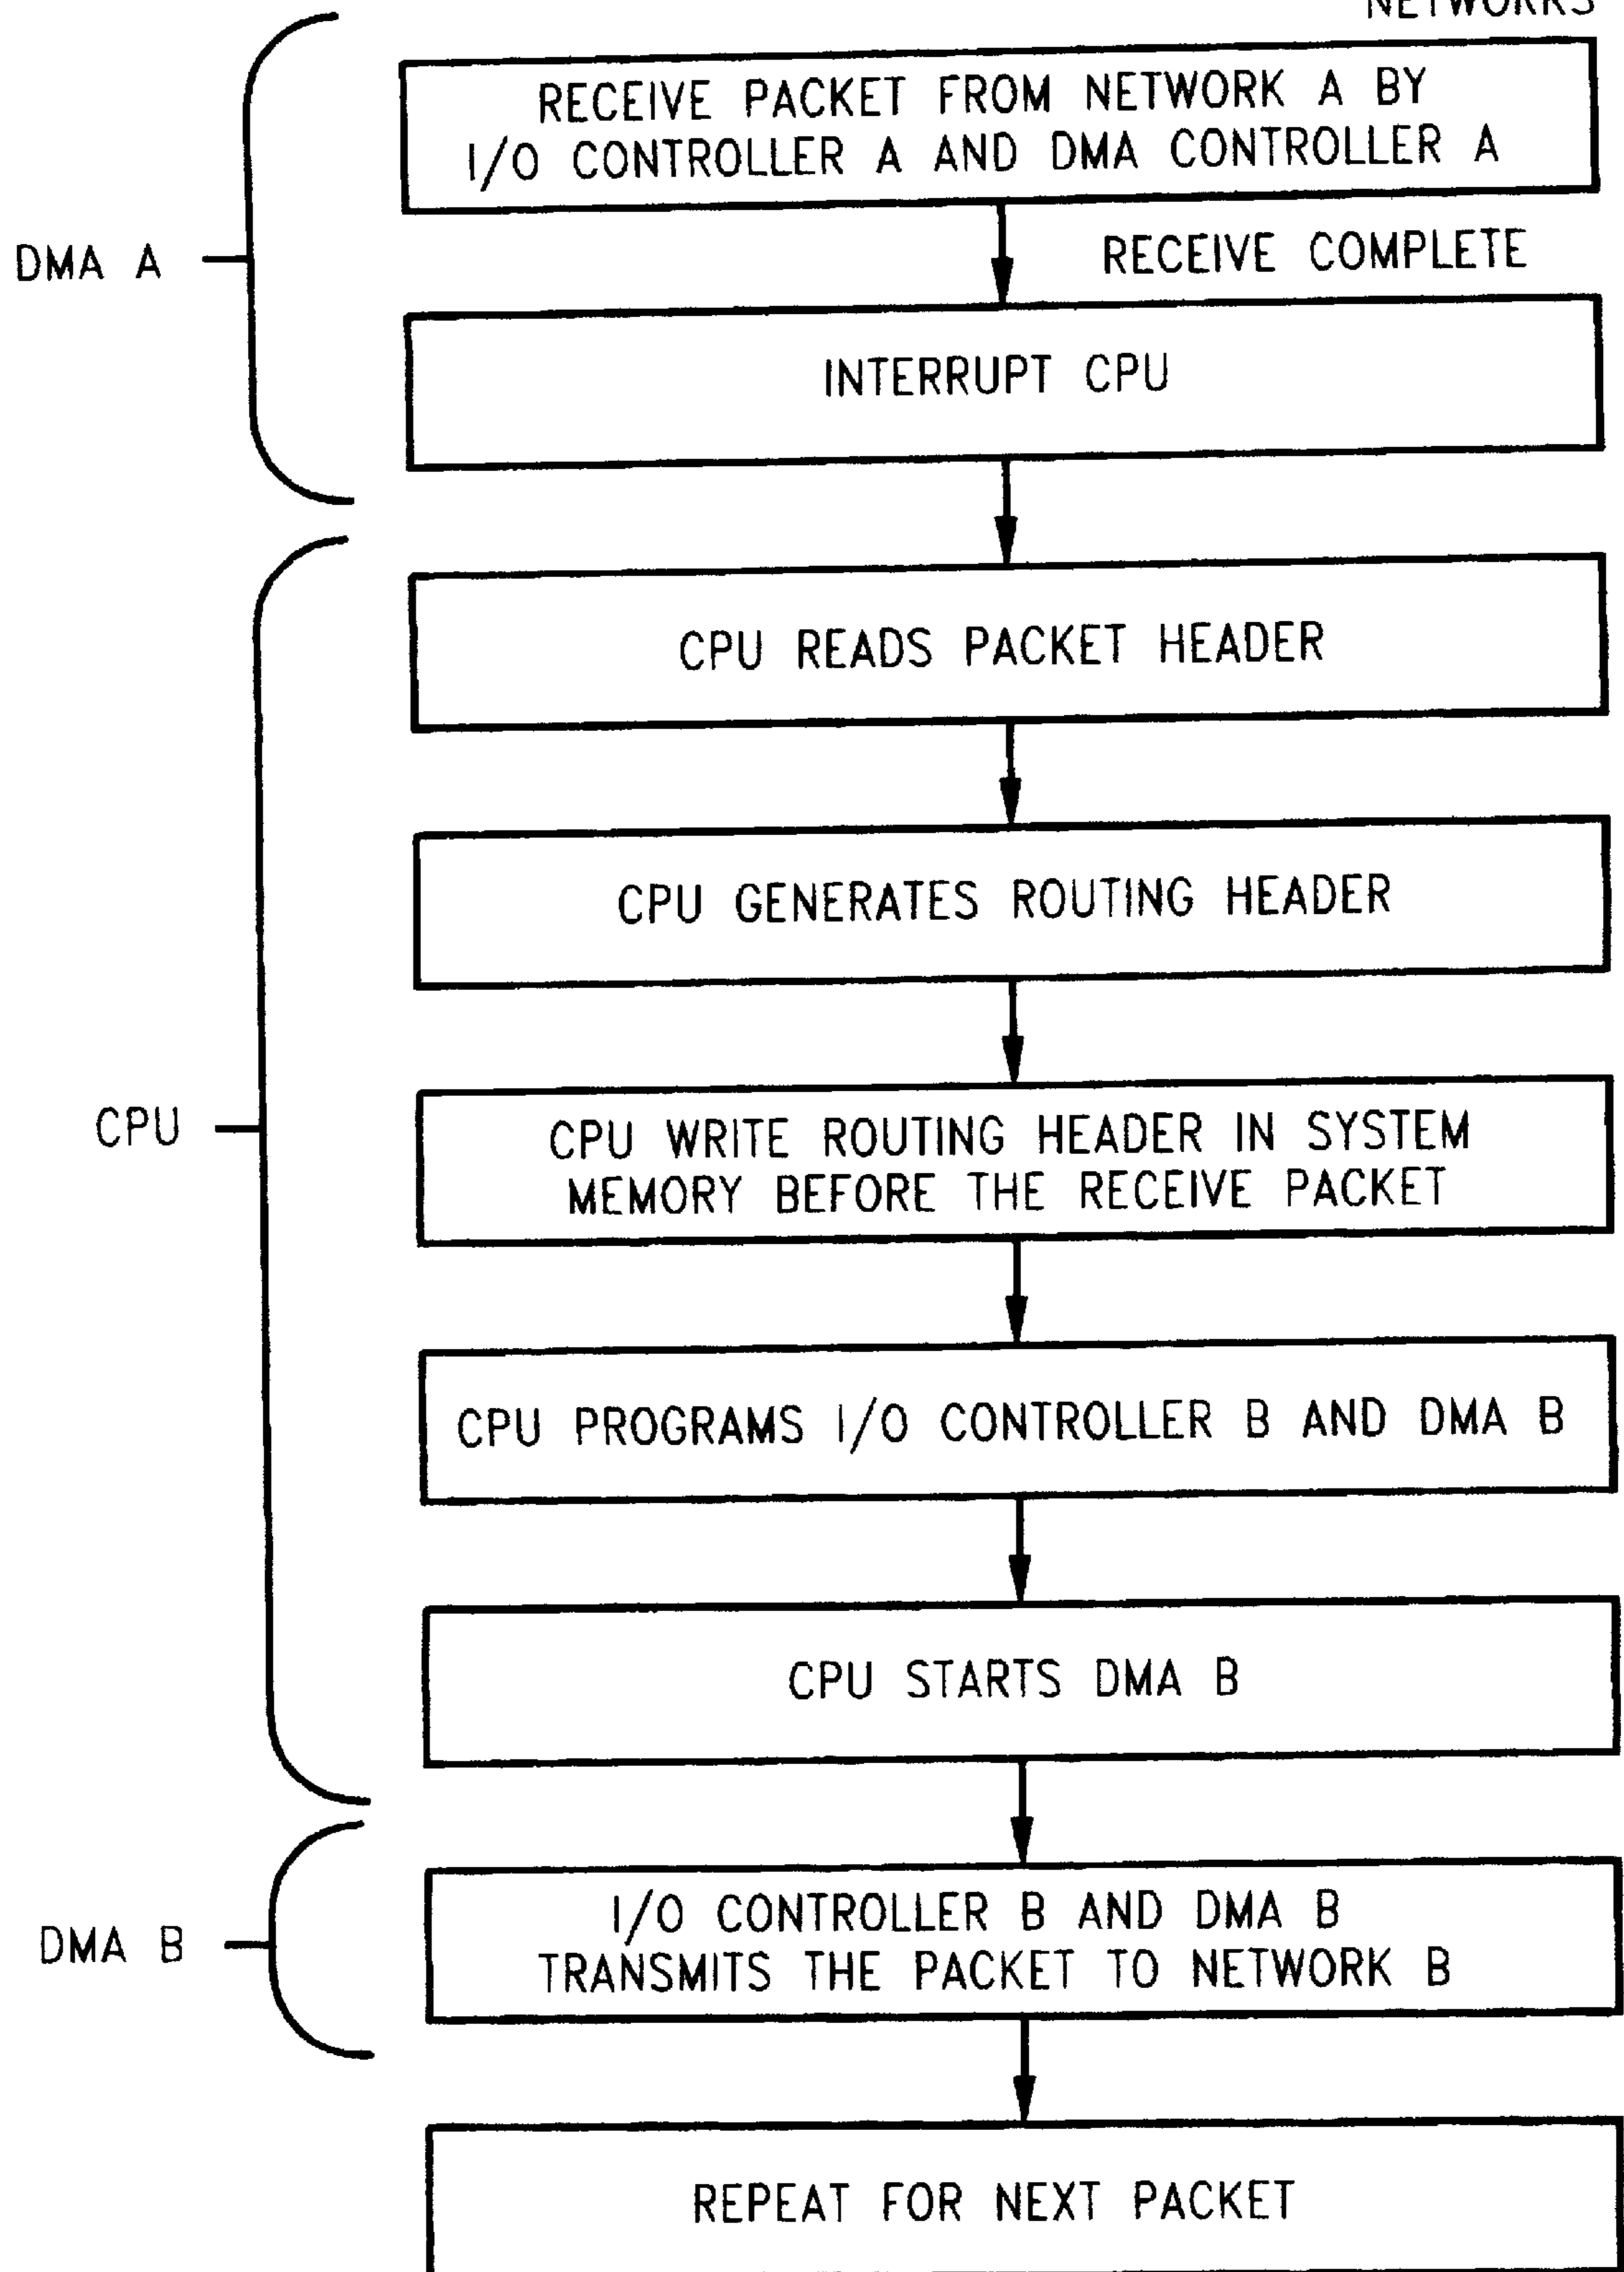 NETWORKS
RECEIVE PACKET FROM NETWORK A BY
I/O CONTROLLER A AND DMA CONTROLLER A
DMA A
RECEIVE COMPLETE
INTERRUPT CPU
CPU READS PACKET HEADER
CPU GENERATES ROUTING HEADER
CPU
CPU WRITE ROUTING HEADER IN SYSTEM
MEMORY BEFORE THE RECEIVE PACKET
CPU PROGRAMS I/O CONTROLLER B AND DMA B
CPU STARTS DMA B
DMA B
I/O CONTROLLER B AND DMA B
TRANSMITS THE PACKET TO NETWORK B
REPEAT FOR NEXT PACKET